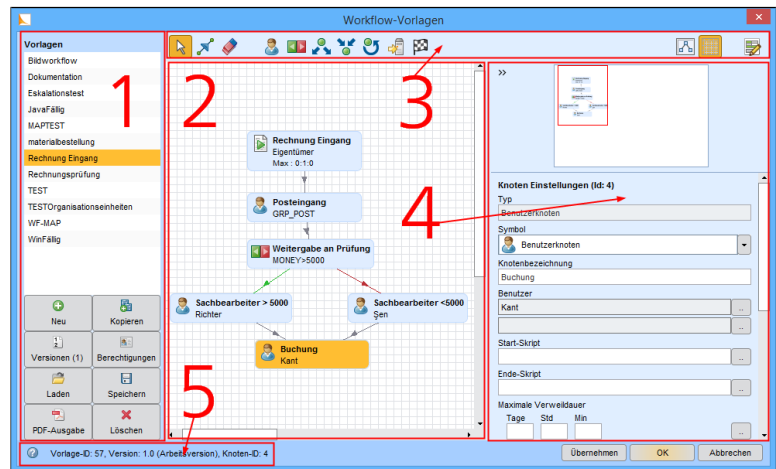 Workflow-Vorlagen
Vorlagen
Bildworkflow
Dokumentation
Eskalationstest
JavaFällig
MAPTEST
materialbestellung
Rechnung Eingang
Rechnungsprüfung
TEST
TESTOrganisationseinheiten
WF-MAP
WinFällig
1
Neu
Kopieren
Versionen (1)
Berechtigungen
Laden
Speichern
PDF-Ausgabe
Löschen
2
3
Rechnung Eingang
Eigentümer
Max : 0:1:0
Posteingang
GRP_POST
Weitergabe an Prüfung
MONEY>5000
Sachbearbeiter > 5000
Richter
Sachbearbeiter <5000
Şen
Buchung
Kant
4
»
Knoten Einstellungen (Id: 4)
Typ
Benutzerknoten
Symbol
Benutzerknoten
Knotenbezeichnung
Buchung
Benutzer
Kant
..
..
Start-Skript
..
Ende-Skript
..
Maximale Verweildauer
Tage Std Min
..
5
Vorlage-ID: 57, Version: 1.0 (Arbeitsversion), Knoten-ID: 4
Übernehmen
OK
Abbrechen